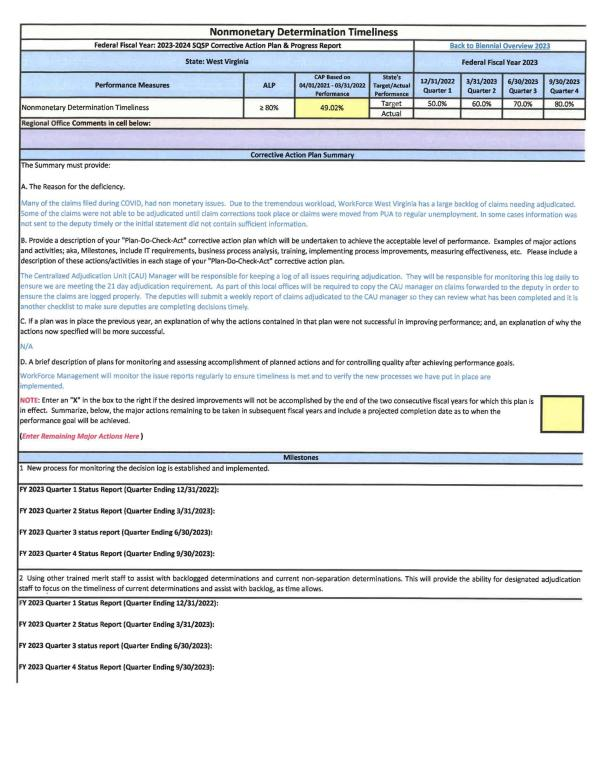 Nonmonetary Determination Timeliness
Federal Fiscal Year: 2023-2024 SQSP Corrective Action Plan & Progress Report
Back to Biennial Overview 2023
State: West Virginia
Federal Fiscal Year 2023
Performance Measures
ALP
CAP Based on
04/01/2021 - 03/31/2022
Performance
State's
Target/Actual
Performance
12/31/2022
Quarter 1
3/31/2023
Quarter 2
6/30/2023
Quarter 3
9/30/2023
Quarter 4
Nonmonetary Determination Timeliness
≥ 80%
49.02%
Target
50.0%
60.0%
70.0%
80.0%
Actual
Regional Office Comments in cell below:
Corrective Action Plan Summary
The Summary must provide:
A. The Reason for the deficiency.
Many of the claims filed during COVID, had non monetary issues. Due to the tremendous workload, WorkForce West Virginia has a large backlog of claims needing adjudicated.
Some of the claims were not able to be adjudicated until claim corrections took place or claims were moved from PUA to regular unemployment. In some cases information was
not sent to the deputy timely or the initial statement did not contain sufficient information.
B. Provide a description of your "Plan-Do-Check-Act" corrective action plan which will be undertaken to achieve the acceptable level of performance. Examples of major actions
and activities; aka, Milestones, include IT requirements, business process analysis, training, implementing process improvements, measuring effectiveness, etc. Please include a
description of these actions/activities in each stage of your "Plan-Do-Check-Act" corrective action plan.
The Centralized Adjudication Unit (CAU) Manager will be responsible for keeping a log of all issues requiring adjudication. They will be responsible for monitoring this log daily to
ensure we are meeting the 21 day adjudication requirement. As part of this local offices will be required to copy the CAU manager on claims forwarded to the deputy in order to
ensure the claims are logged properly. The deputies will submit a weekly report of claims adjudicated to the CAU manager so they can review what has been completed and it is
another checklist to make sure deputies are completing decisions timely.
C. If a plan was in place the previous year, an explanation of why the actions contained in that plan were not successful in improving performance; and, an explanation of why the
actions now specified will be more successful.
N/A
D. A brief description of plans for monitoring and assessing accomplishment of planned actions and for controlling quality after achieving performance goals.
WorkForce Management will monitor the issue reports regularly to ensure timeliness is met and to verify the new processes we have put in place are
implemented.
NOTE: Enter an "X" in the box to the right if the desired improvements will not be accomplished by the end of the two consecutive fiscal years for which this plan is
in effect. Summarize, below, the major actions remaining to be taken in subsequent fiscal years and include a projected completion date as to when the
performance goal will be achieved.
(Enter Remaining Major Actions Here )
Milestones
1 New process for monitoring the decision log is established and implemented.
FY 2023 Quarter 1 Status Report (Quarter Ending 12/31/2022):
FY 2023 Quarter 2 Status Report (Quarter Ending 3/31/2023):
FY 2023 Quarter 3 status report (Quarter Ending 6/30/2023):
FY 2023 Quarter 4 Status Report (Quarter Ending 9/30/2023):
2 Using other trained merit staff to assist with backlogged determinations and current non-separation determinations. This will provide the ability for designated adjudication
staff to focus on the timeliness of current determinations and assist with backlog, as time allows.
FY 2023 Quarter 1 Status Report (Quarter Ending 12/31/2022):
FY 2023 Quarter 2 Status Report (Quarter Ending 3/31/2023):
FY 2023 Quarter 3 status report (Quarter Ending 6/30/2023):
FY 2023 Quarter 4 Status Report (Quarter Ending 9/30/2023):